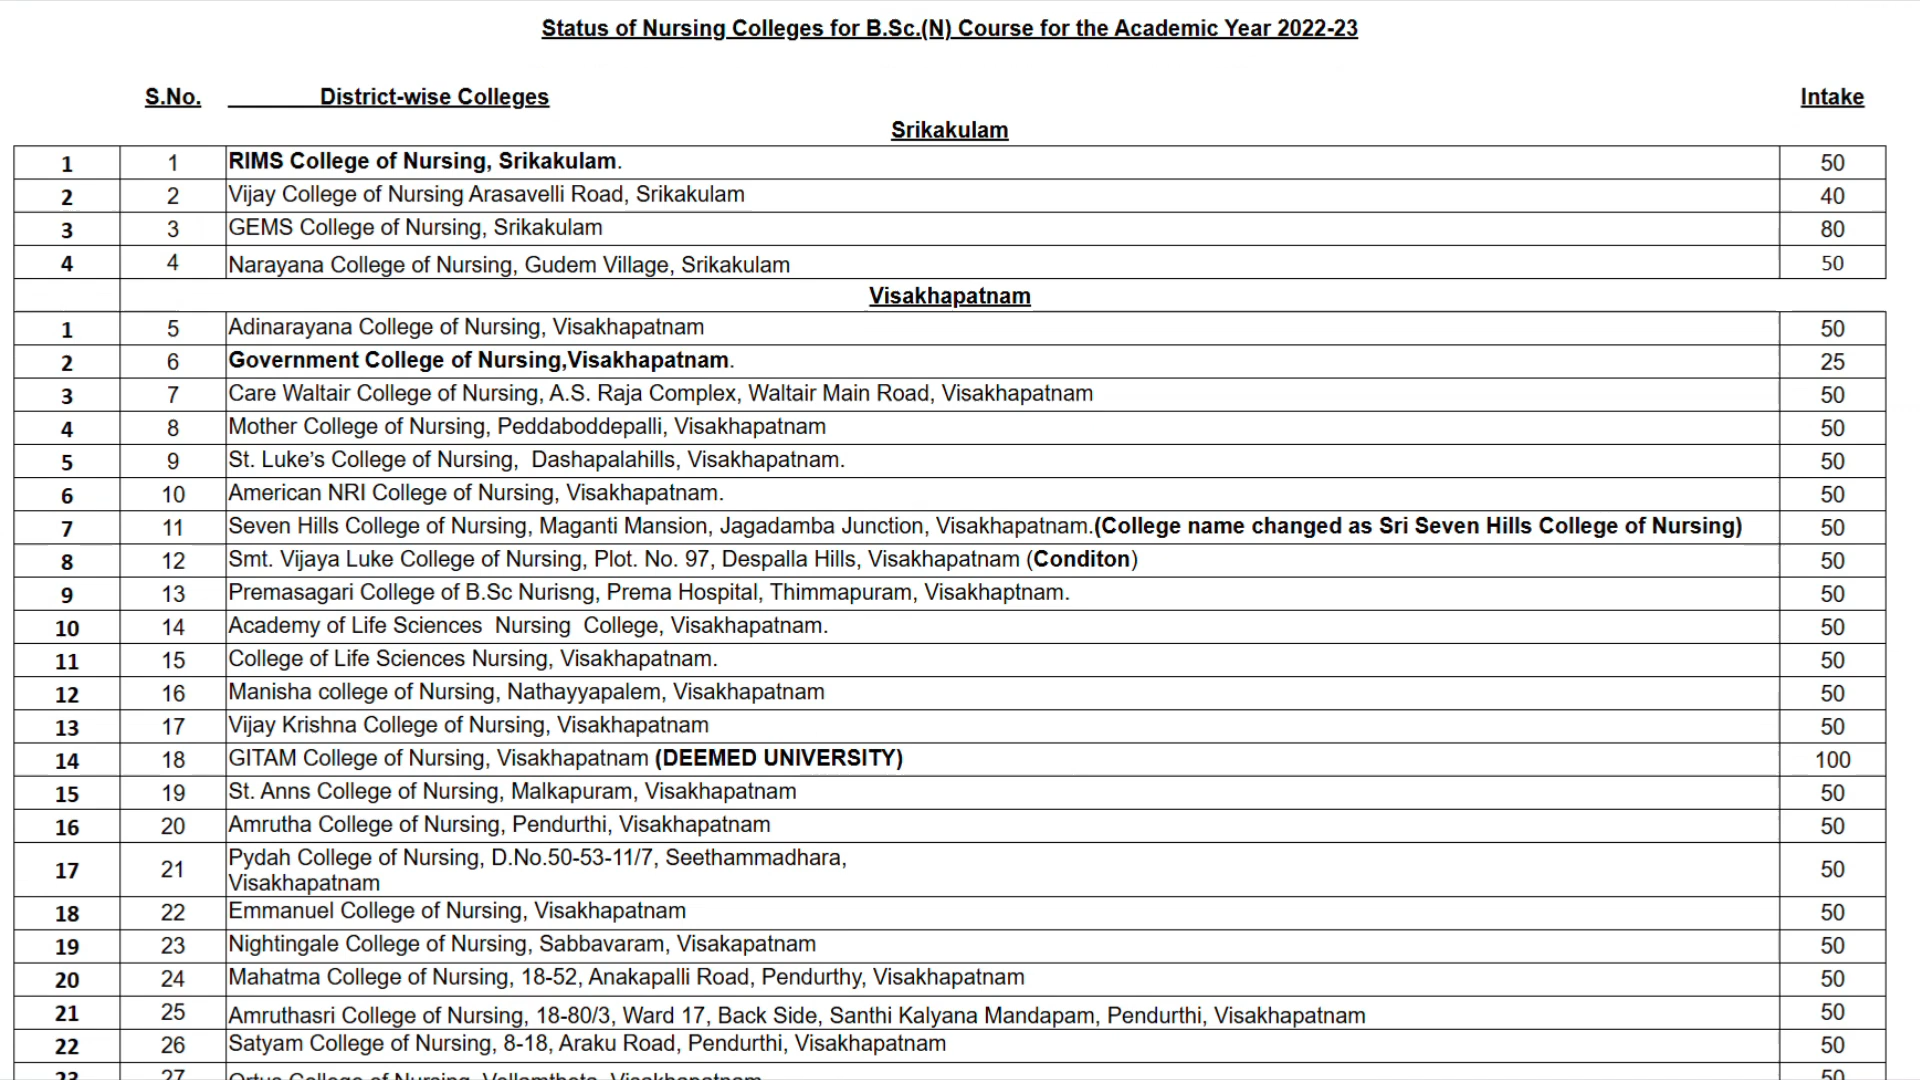 Status of Nursing Colleges for B.Sc.(N) Course for the Academic Year 2022-23
S.No. District-wise Colleges Intake
Srikakulam
1 1 RIMS College of Nursing, Srikakulam. 50
2 2 Vijay College of Nursing Arasavelli Road, Srikakulam 40
3 3 GEMS College of Nursing, Srikakulam 80
4 4 Narayana College of Nursing, Gudem Village, Srikakulam 50
Visakhapatnam
1 5 Adinarayana College of Nursing, Visakhapatnam 50
2 6 Government College of Nursing,Visakhapatnam. 25
3 7 Care Waltair College of Nursing, A.S. Raja Complex, Waltair Main Road, Visakhapatnam 50
4 8 Mother College of Nursing, Peddaboddepalli, Visakhapatnam 50
5 9 St. Luke’s College of Nursing, Dashapalahills, Visakhapatnam. 50
6 10 American NRI College of Nursing, Visakhapatnam. 50
7 11 Seven Hills College of Nursing, Maganti Mansion, Jagadamba Junction, Visakhapatnam.(College name changed as Sri Seven Hills College of Nursing) 50
8 12 Smt. Vijaya Luke College of Nursing, Plot. No. 97, Despalla Hills, Visakhapatnam (Conditon) 50
9 13 Premasagari College of B.Sc Nurisng, Prema Hospital, Thimmapuram, Visakhaptnam. 50
10 14 Academy of Life Sciences Nursing College, Visakhapatnam. 50
11 15 College of Life Sciences Nursing, Visakhapatnam. 50
12 16 Manisha college of Nursing, Nathayyapalem, Visakhapatnam 50
13 17 Vijay Krishna College of Nursing, Visakhapatnam 50
14 18 GITAM College of Nursing, Visakhapatnam (DEEMED UNIVERSITY) 100
15 19 St. Anns College of Nursing, Malkapuram, Visakhapatnam 50
16 20 Amrutha College of Nursing, Pendurthi, Visakhapatnam 50
17 21 Pydah College of Nursing, D.No.50-53-11/7, Seethammadhara, 50
Visakhapatnam
18 22 Emmanuel College of Nursing, Visakhapatnam 50
19 23 Nightingale College of Nursing, Sabbavaram, Visakapatnam 50
20 24 Mahatma College of Nursing, 18-52, Anakapalli Road, Pendurthy, Visakhapatnam 50
21 25 Amruthasri College of Nursing, 18-80/3, Ward 17, Back Side, Santhi Kalyana Mandapam, Pendurthi, Visakhapatnam 50
22 26 Satyam College of Nursing, 8-18, Araku Road, Pendurthi, Visakhapatnam 50
23 27 College of Nursing, Visakhapatnam 50